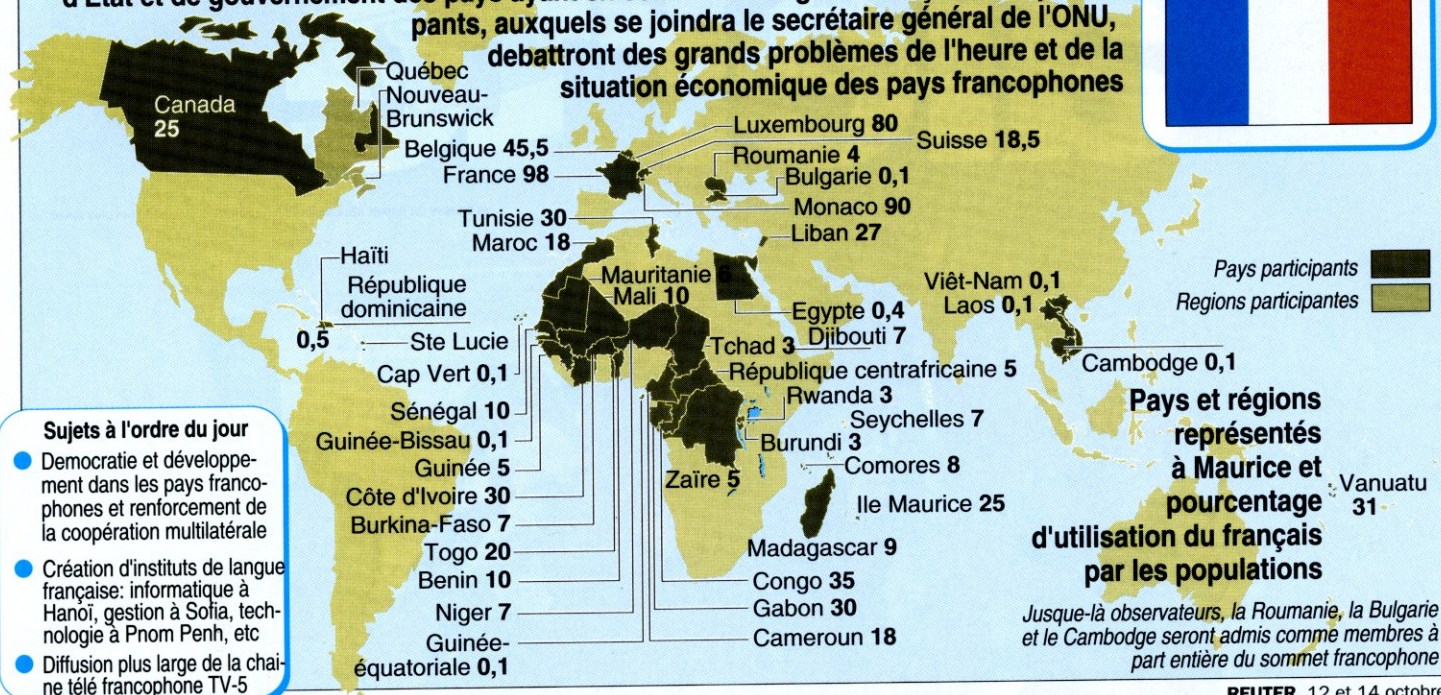 pants, auxquels se joindra le secrétaire général de l'ONU,
debattront des grands problèmes de l'heure et de la
situation économique des pays francophones
Canada
25
Québec
Nouveau-
Brunswick
Belgique 45,5
France 98
Luxembourg 80
Suisse 18,5
Roumanie 4
Bulgarie 0,1
Monaco 90
Liban 27
Tunisie 30
Maroc 18
Haïti
République
dominicaine
0,5
Ste Lucie
Mauritanie 6
Mali 10
Egypte 0,4
Djibouti 7
Tchad 3
République centrafricaine 5
Rwanda 3
Seychelles 7
Burundi 3
Comores 8
Zaïre 5
Ile Maurice 25
Madagascar 9
Congo 35
Gabon 30
Cameroun 18
Cap Vert 0,1
Sénégal 10
Guinée-Bissau 0,1
Guinée 5
Côte d'Ivoire 30
Burkina-Faso 7
Togo 20
Benin 10
Niger 7
Guinée-
équatoriale 0,1
Viêt-Nam 0,1
Laos 0,1
Cambodge 0,1
Vanuatu
31
Pays participants
Regions participantes
Pays et régions
représentés
à Maurice et
pourcentage
d'utilisation du français
par les populations
Jusque-là observateurs, la Roumanie, la Bulgarie
et le Cambodge seront admis comme membres à
part entière du sommet francophone
Sujets à l'ordre du jour
Democratie et développe-
ment dans les pays franco-
phones et renforcement de
la coopération multilatérale
Création d'instituts de langue
française: informatique à
Hanoï, gestion à Sofia, tech-
nologie à Pnom Penh, etc
Diffusion plus large de la chai-
ne télé francophone TV-5
REUTER 12 et 14 octobre